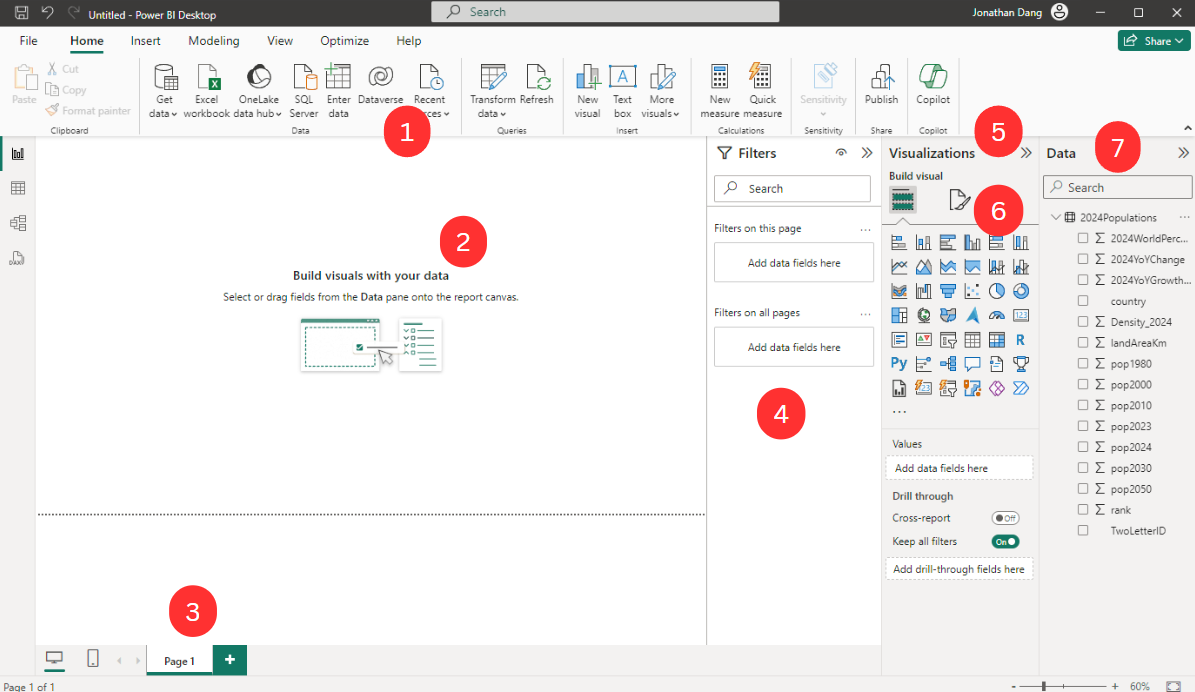 Untitled - Power BI Desktop
Search
Jonathan Dang
File Home Insert Modeling View Optimize Help
Share
Paste
Cut
Copy
Format painter
Clipboard
Get data
Excel workbook
OneLake data hub
SQL Server
Enter data
Dataverse
Recent
Data
Transform data
Refresh
Queries
New visual
Text box
More visuals
Insert
New measure
Quick measure
Calculations
Sensitivity
Sensitivity
Publish
Share
Copilot
Copilot
1
2
Build visuals with your data
Select or drag fields from the Data pane onto the report canvas.
3
Page 1
Page 1 of 1
Filters
Search
Filters on this page
Add data fields here
Filters on all pages
Add data fields here
4
Visualizations
5
Build visual
6
R
Py
123
Values
Add data fields here
Drill through
Cross-report
Off
Keep all filters
On
Add drill-through fields here
Data
7
Search
2024Populations
2024WorldPerc...
2024YoYChange
2024YoYGrowth...
country
Density_2024
landAreaKm
pop1980
pop2000
pop2010
pop2023
pop2024
pop2030
pop2050
rank
TwoLetterID
60%